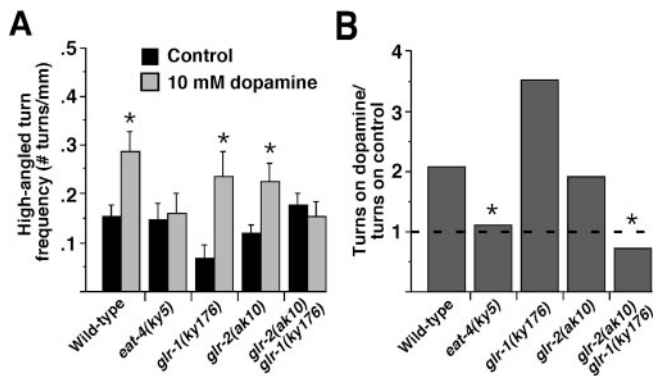 A
High-angled turn
frequency (# turns/mm)
.5
.4
.3
.2
.1
Control
10 mM dopamine
*
*
*
Wild-type
eat-4(ky5)
glr-1(ky176)
glr-2(ak10)
glr-2(ak10)
glr-1(ky176)
B
Turns on dopamine/
turns on control
4
3
2
1
*
*
Wild-type
eat-4(ky5)
glr-1(ky176)
glr-2(ak10)
glr-2(ak10)
glr-1(ky176)